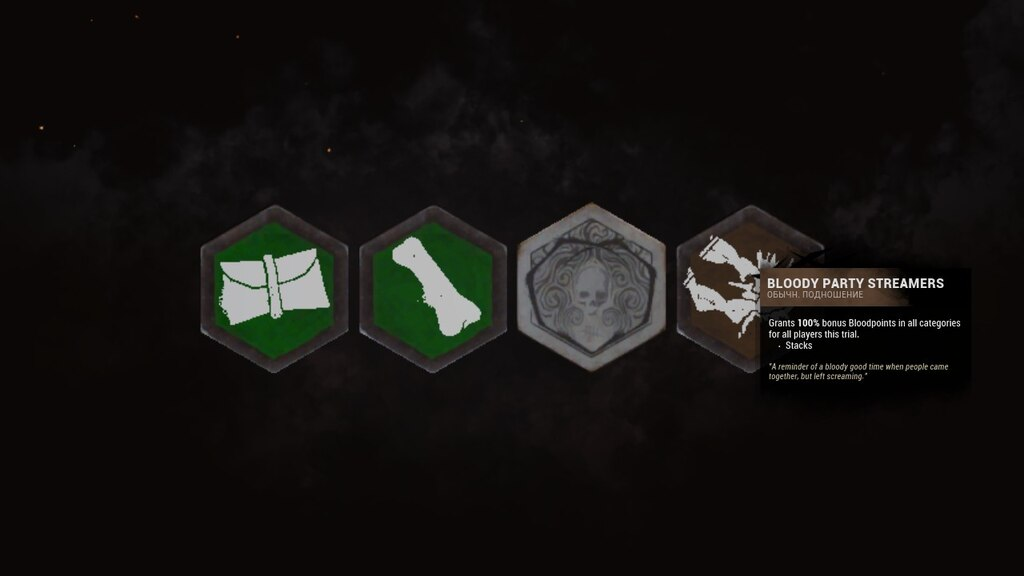 BLOODY PARTY STREAMERS
ОБЫЧН. ПОДНОШЕНИЕ
Grants 100% bonus Bloodpoints in all categories
for all players this trial.
- Stacks
"A reminder of a bloody good time when people came
together, but left screaming."